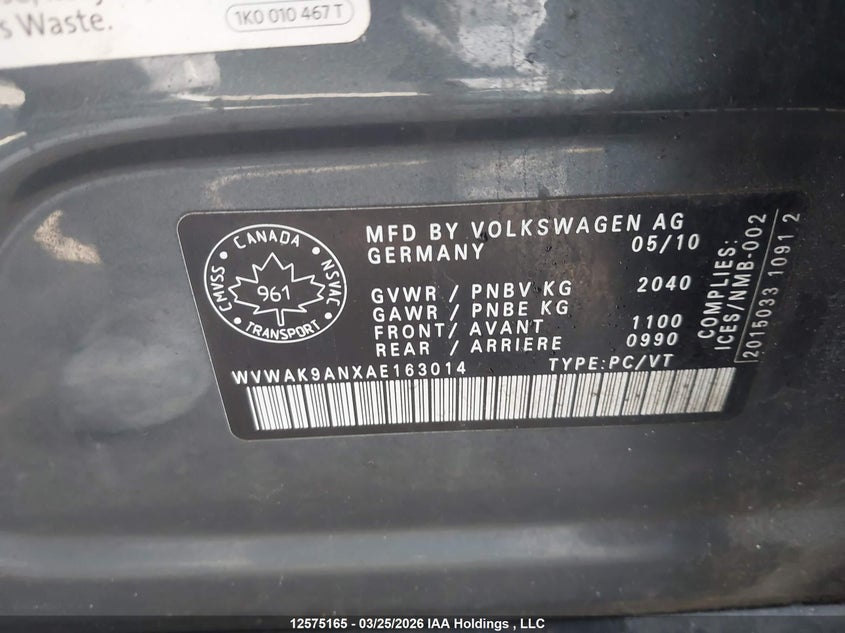 s Waste.
1K0 010 467 T
CANADA
CMVSS
NSVAC
961
TRANSPORT
MFD BY VOLKSWAGEN AG
GERMANY 05/10
GVWR / PNBV KG 2040
GAWR / PNBE KG
FRONT/ AVANT 1100
REAR / ARRIERE 0990
WVWAK9ANXAE163014 TYPE:PC/VT
COMPLIES:
ICES/NMB-002
2015033 1091 2
12575165 - 03/25/2026 IAA Holdings , LLC